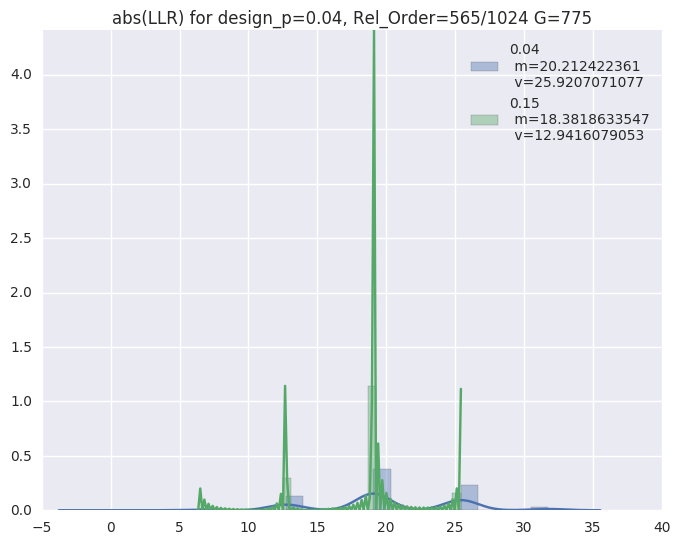 abs(LLR) for design_p=0.04, Rel_Order=565/1024 G=775
0.04
m=20.212422361
v=25.9207071077
0.15
m=18.3818633547
v=12.9416079053
4.0
3.5
3.0
2.5
2.0
1.5
1.0
0.5
0.0
−5 0 5 10 15 20 25 30 35 40